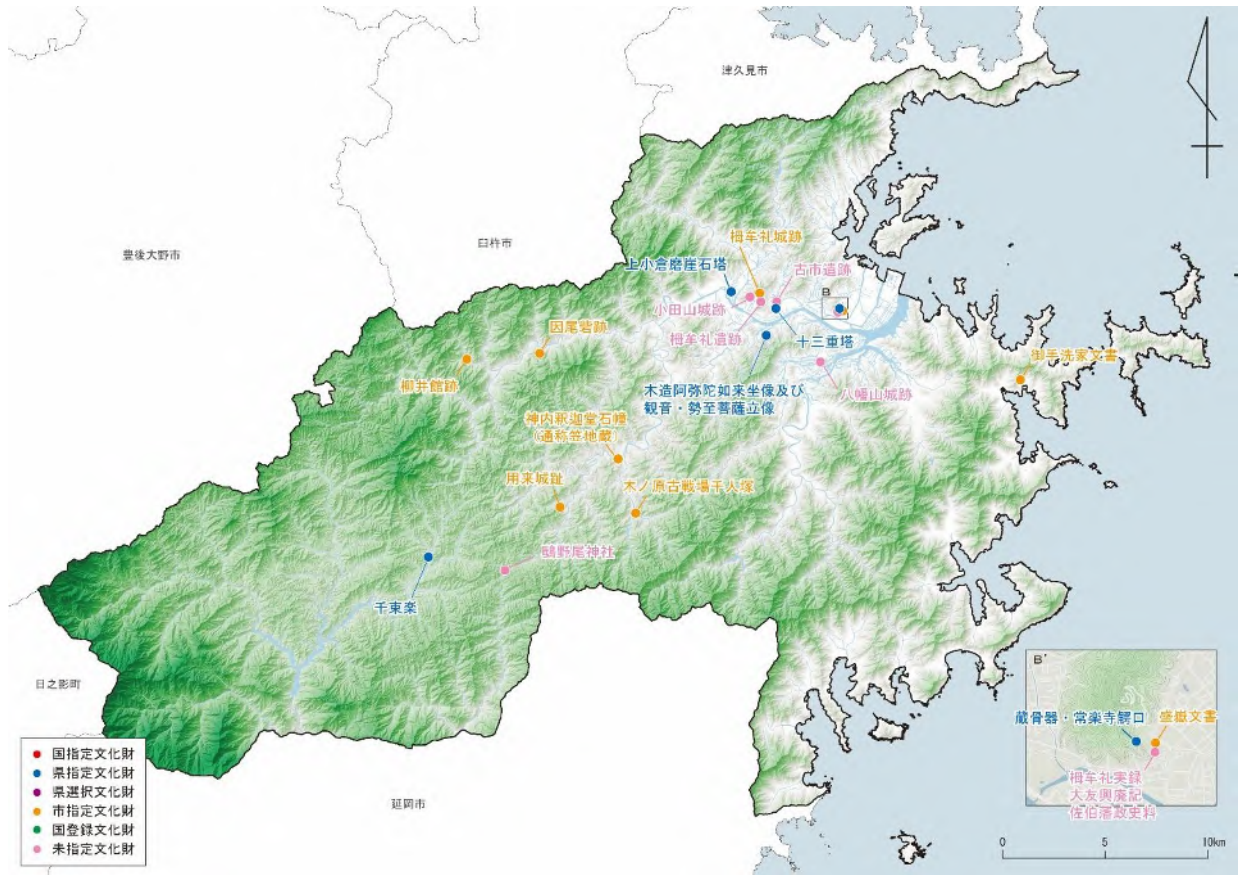 津久見市
豊後大野市
臼杵市
栂牟礼城跡
上小倉磨崖石塔
古市遺跡
B
小田山城跡
栂牟礼遺跡
十三重塔
因尾砦跡
柳井館跡
御手洗家文書
木造阿弥陀如来坐像及び
観音・勢至菩薩立像
八幡山城跡
神内釈迦堂石幢
(通称笠地蔵)
用来城趾
木ノ原古戦場千人塚
鴟野尾神社
千束楽
日之影町
延岡市
国指定文化財
県指定文化財
県選択文化財
市指定文化財
国登録文化財
未指定文化財
B'
蔵骨器・常楽寺鰐口
盛嶽文書
栂牟礼実録
大友興廃記
佐伯藩政史料
0 5 10km